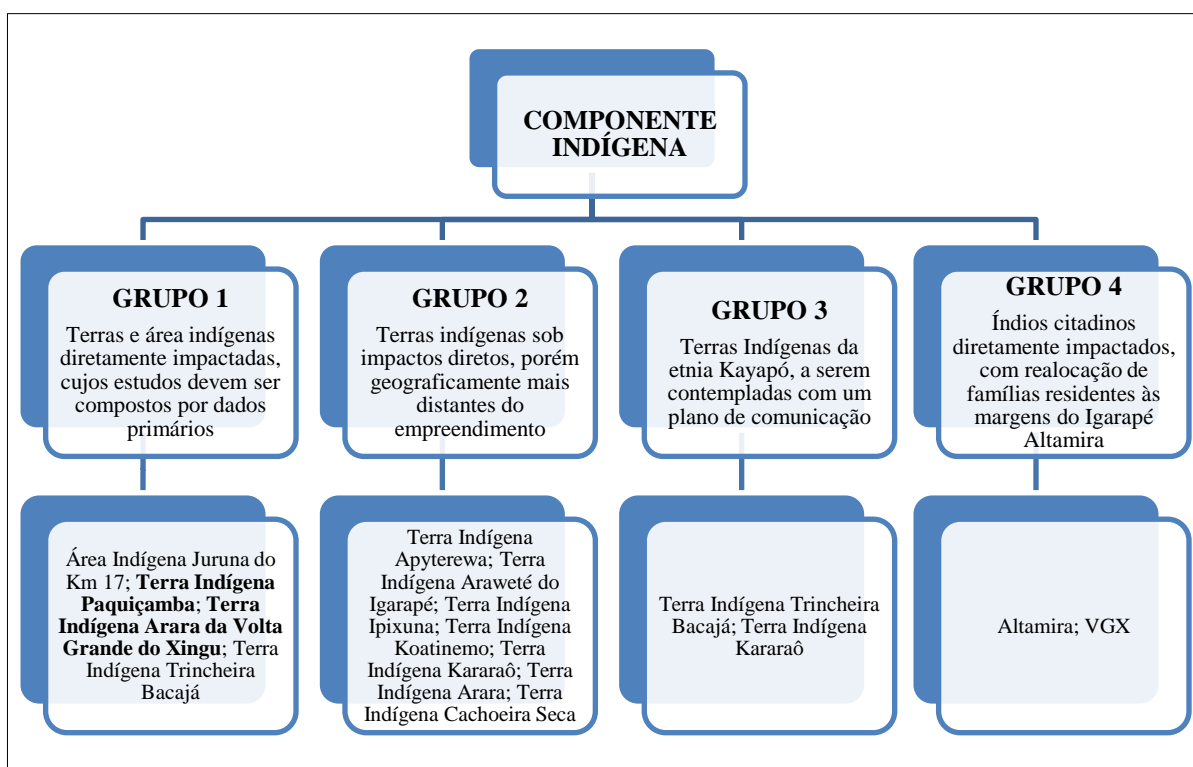 COMPONENTE
INDÍGENA
GRUPO 1
Terras e área indígenas
diretamente impactadas,
cujos estudos devem ser
compostos por dados
primários
GRUPO 2
Terras indígenas sob
impactos diretos, porém
geograficamente mais
distantes do
empreendimento
GRUPO 3
Terras Indígenas da
etnia Kayapó, a serem
contempladas com um
plano de comunicação
GRUPO 4
Índios citadinos
diretamente impactados,
com realocação de
famílias residentes às
margens do Igarapé
Altamira
Área Indígena Juruna do
Km 17; Terra Indígena
Paquiçamba; Terra
Indígena Arara da Volta
Grande do Xingu; Terra
Indígena Trincheira
Bacajá
Terra Indígena
Apyterewa; Terra
Indígena Araweté do
Igarapé; Terra Indígena
Ipixuna; Terra Indígena
Koatinemo; Terra
Indígena Kararaô; Terra
Indígena Arara; Terra
Indígena Cachoeira Seca
Terra Indígena Trincheira
Bacajá; Terra Indígena
Kararaô
Altamira; VGX